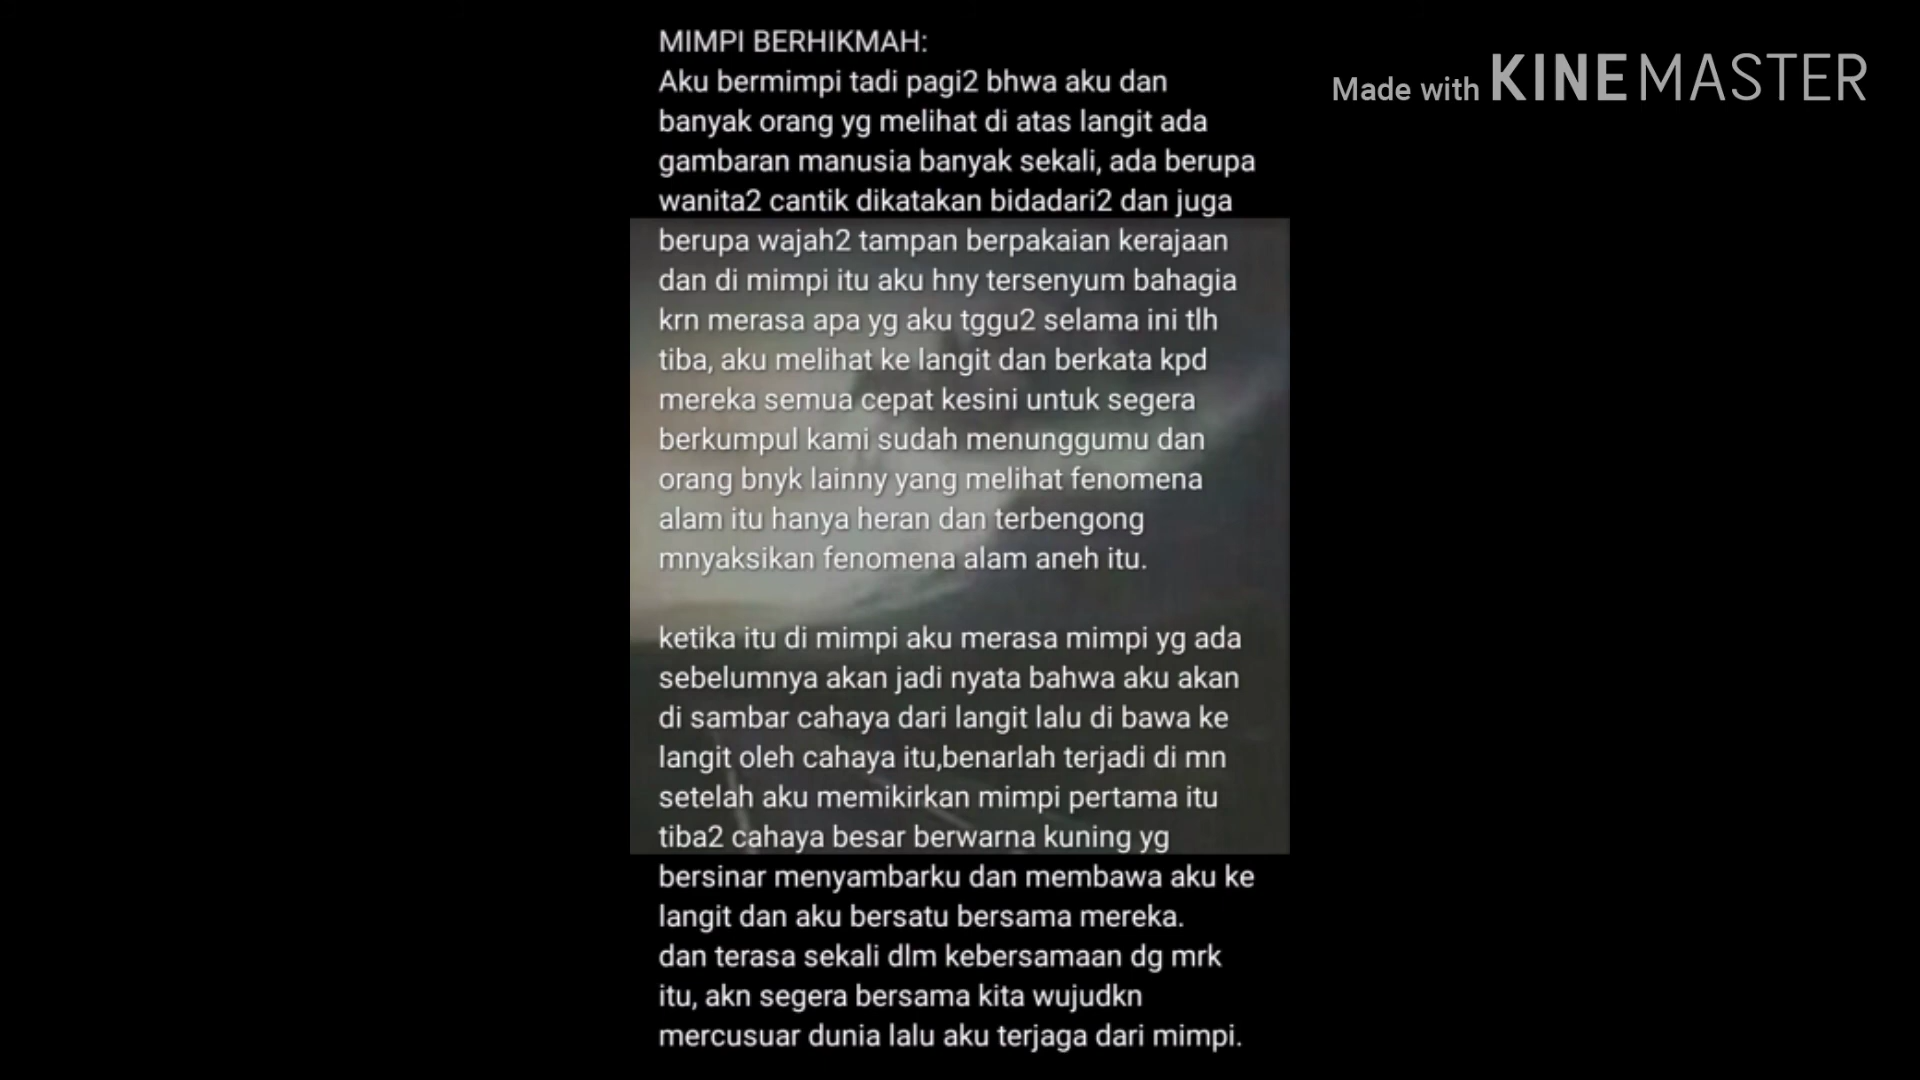 MIMPI BERHIKMAH:
Aku bermimpi tadi pagi2 bhwa aku dan
banyak orang yg melihat di atas langit ada
gambaran manusia banyak sekali, ada berupa
wanita2 cantik dikatakan bidadari2 dan juga
berupa wajah2 tampan berpakaian kerajaan
dan di mimpi itu aku hny tersenyum bahagia
krn merasa apa yg aku tggu2 selama ini tlh
tiba, aku melihat ke langit dan berkata kpd
mereka semua cepat kesini untuk segera
berkumpul kami sudah menunggumu dan
orang bnyk lainny yang melihat fenomena
alam itu hanya heran dan terbengong
mnyaksikan fenomena alam aneh itu.
ketika itu di mimpi aku merasa mimpi yg ada
sebelumnya akan jadi nyata bahwa aku akan
di sambar cahaya dari langit lalu di bawa ke
langit oleh cahaya itu,benarlah terjadi di mn
setelah aku memikirkan mimpi pertama itu
tiba2 cahaya besar berwarna kuning yg
bersinar menyambarku dan membawa aku ke
langit dan aku bersatu bersama mereka.
dan terasa sekali dlm kebersamaan dg mrk
itu, akn segera bersama kita wujudkn
mercusuar dunia lalu aku terjaga dari mimpi.
Made with KINEMASTER